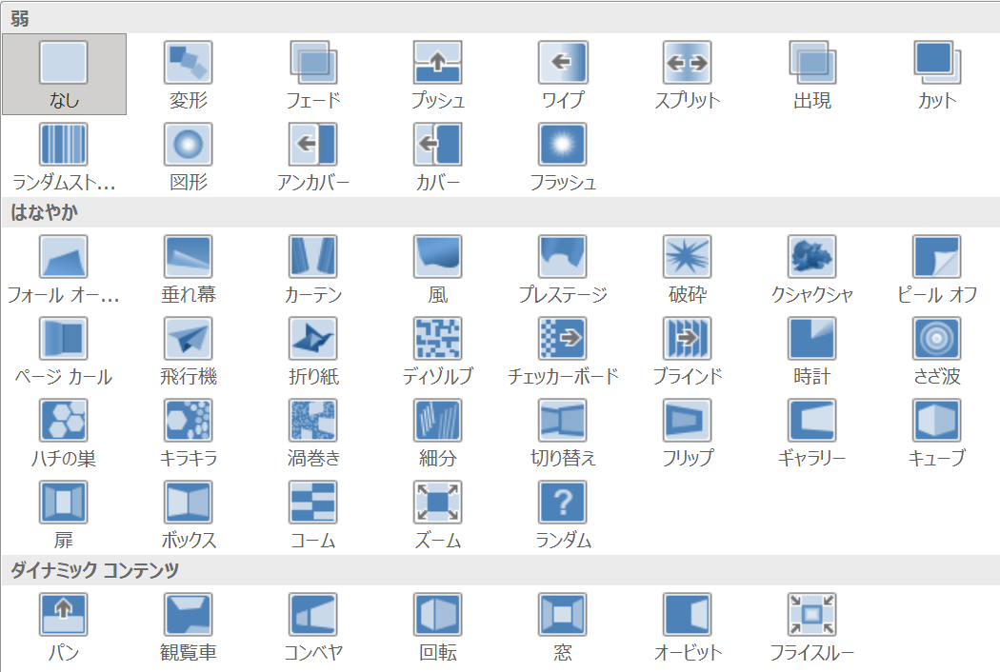 弱
なし 変形 フェード プッシュ ワイプ スプリット 出現 カット
ランダムスト... 図形 アンカバー カバー フラッシュ
はなやか
フォール オー... 垂れ幕 カーテン 風 プレステージ 破砕 クシャクシャ ピール オフ
ページ カール 飛行機 折り紙 ディゾルブ チェッカーボード ブラインド 時計 さざ波
ハチの巣 キラキラ 渦巻き 細分 切り替え フリップ ギャラリー キューブ
扉 ボックス コーム ズーム ランダム
?
ダイナミック コンテンツ
パン 観覧車 コンベヤ 回転 窓 オービット フライスルー